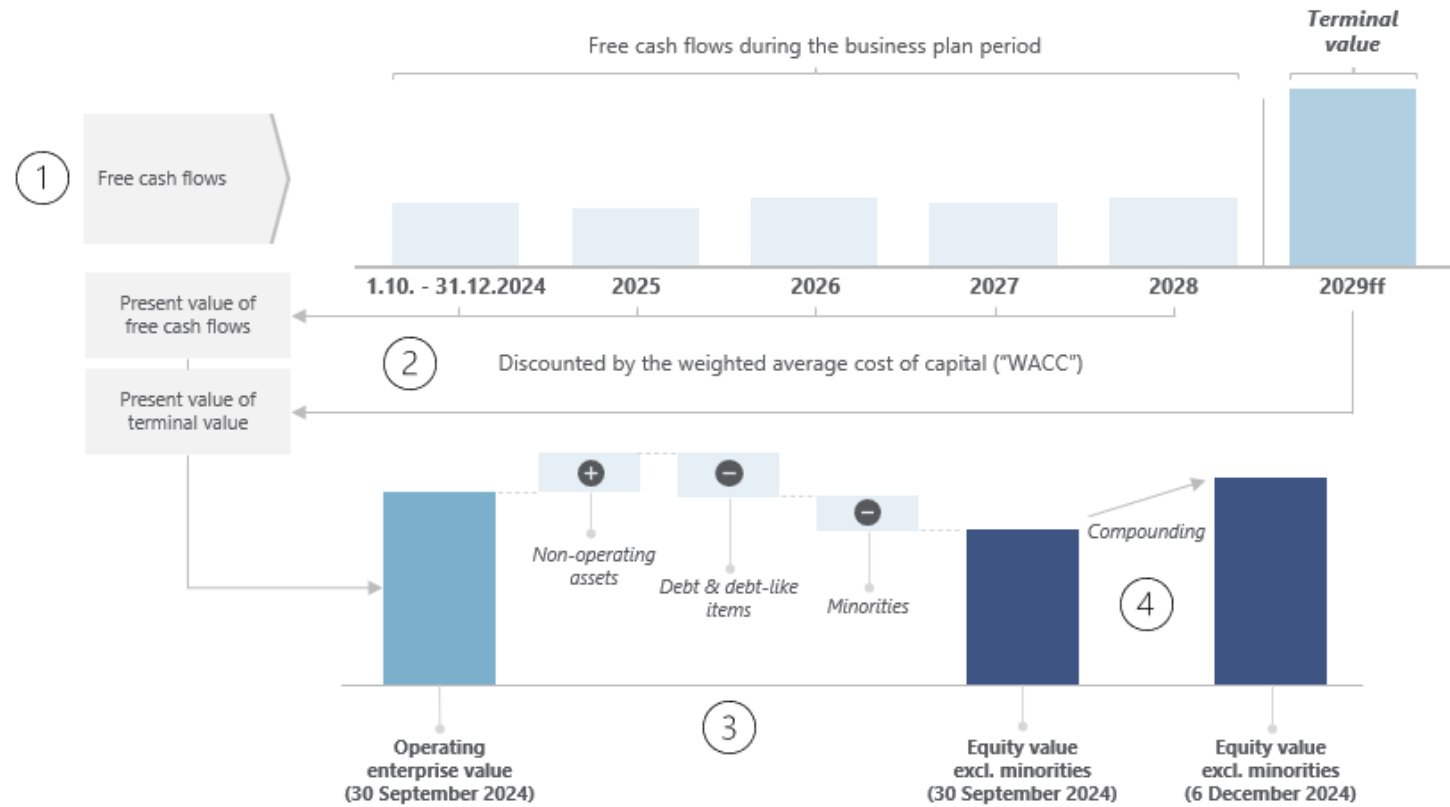 Terminal
value
Free cash flows during the business plan period
1
Free cash flows
1.10. - 31.12.2024
2025
2026
2027
2028
2029ff
Present value of
free cash flows
2
Discounted by the weighted average cost of capital ("WACC")
Present value of
terminal value
+
−
−
Non-operating
assets
Debt & debt-like
items
Minorities
Compounding
4
3
Operating
enterprise value
(30 September 2024)
Equity value
excl. minorities
(30 September 2024)
Equity value
excl. minorities
(6 December 2024)